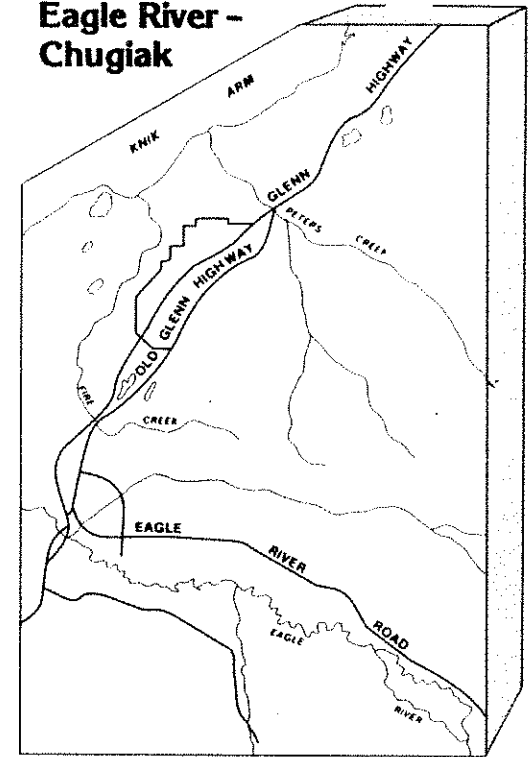 Eagle River –
Chugiak
KNIK ARM
GLENN HIGHWAY
PETERS CREEK
OLD GLENN HIGHWAY
FIRE CREEK
EAGLE RIVER ROAD
EAGLE RIVER